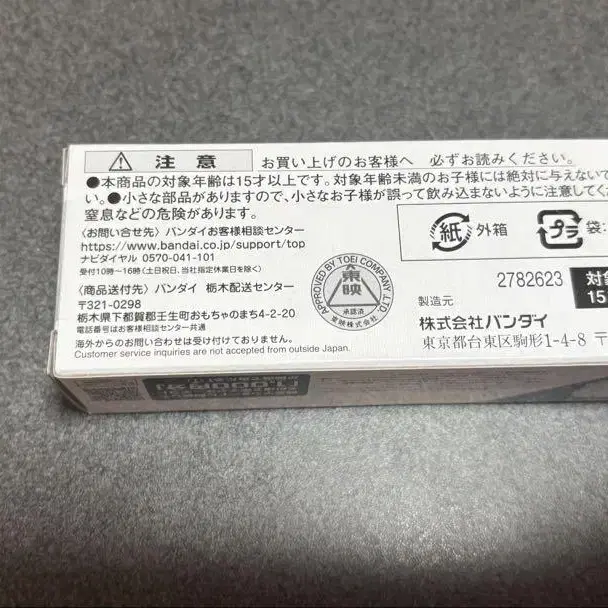 注意 お買い上げのお客様へ 必ずお読みください。
●本商品の対象年齢は15才以上です。対象年齢未満のお子様には絶対に与えないで
い。●小さな部品がありますので、小さなお子様が誤って飲み込まないように注意してく
窒息などの危険があります。
〈お問い合せ先〉バンダイお客様相談センター
https://www.bandai.co.jp/support/top
ナビダイヤル 0570-041-101
受付10時〜16時(土日祝日、当社指定休業日を除く)
〈商品送付先〉バンダイ 栃木配送センター
〒321-0298
栃木県下都賀郡壬生町おもちゃのまち4-2-20
電話番号はお客様相談センター共通
海外からのお問い合わせは受け付けておりません。
Customer service inquiries are not accepted from outside Japan.
APPROVED BY TOEI COMPANY, LTD.
東映
承認済
東映株式会社
紙 外箱
プラ 袋:
2782623
対象
15
製造元
株式会社バンダイ
東京都台東区駒形1-4-8 〒